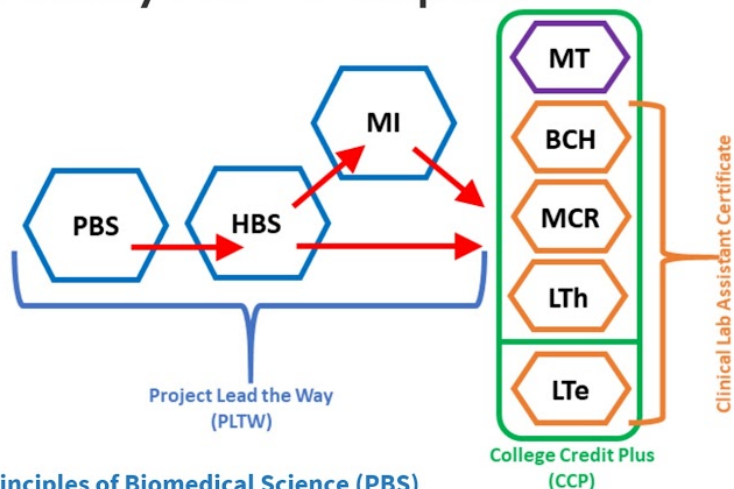 MT
MI
BCH
PBS
HBS
MCR
LTh
LTe
Clinical Lab Assistant Certificate
Project Lead the Way
(PLTW)
College Credit Plus
(CCP)
of Biomedical Science (PBS)